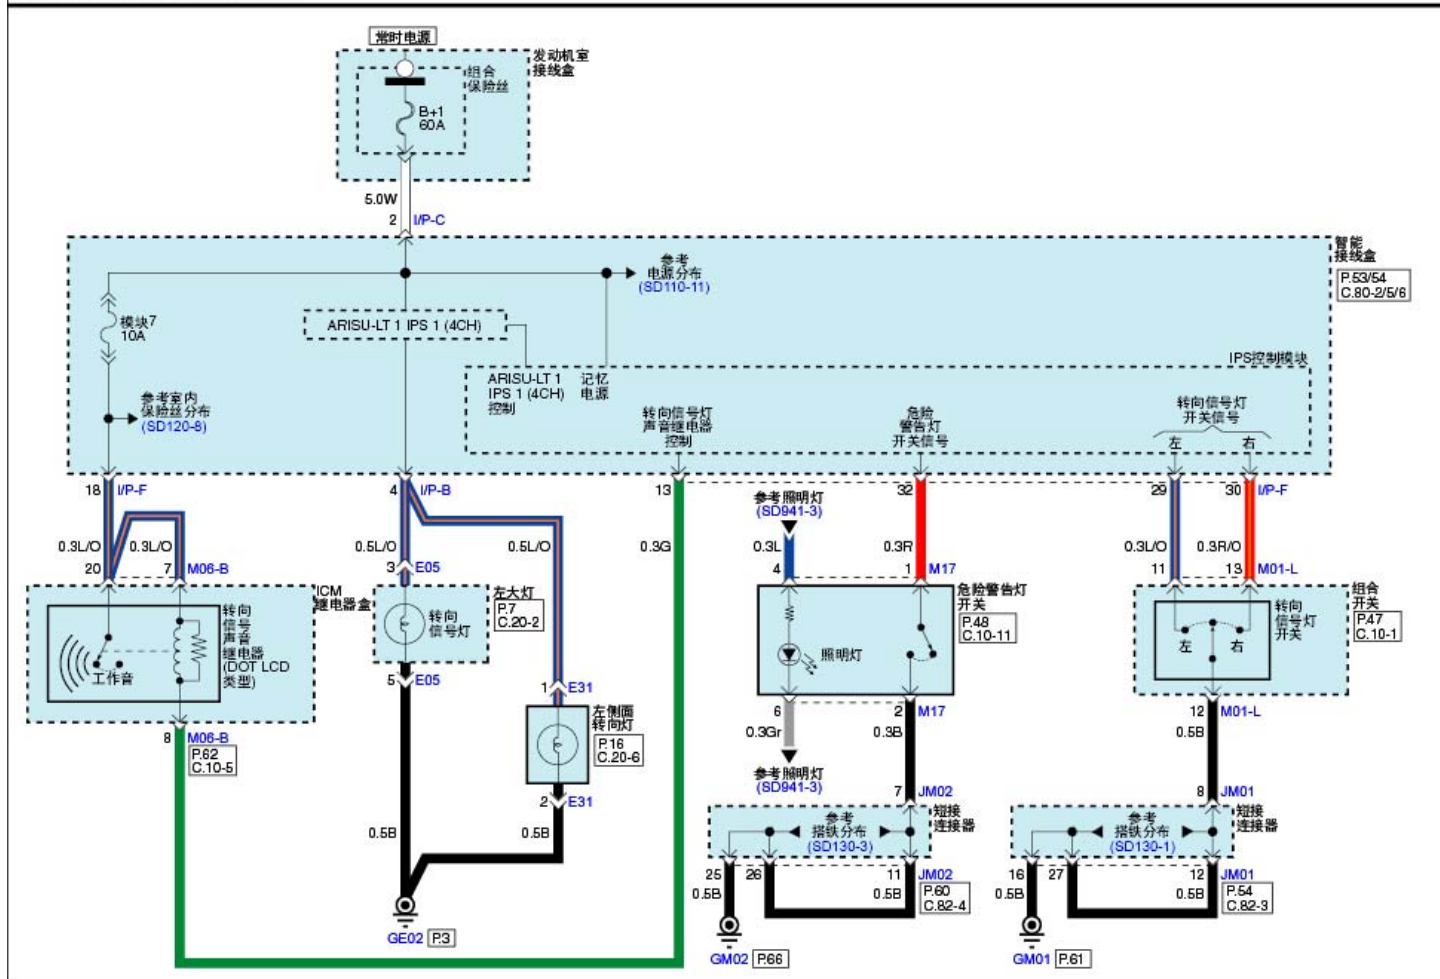 常时电源
发动机室
接线盒
组合
保险丝
B+1
60A
5.0W
2 I/P-C
智能
接线盒
P.53/54
C.80-2/5/6
参考
电源分布
(SD110-11)
模块7
10A
ARISU-LT 1 IPS 1 (4CH)
IPS控制模块
ARISU-LT 1
IPS 1 (4CH)
控制
记忆
电源
参考室内
保险丝分布
(SD120-8)
转向信号灯
声音继电器
控制
危险
警告灯
开关信号
转向信号灯
开关信号
左 右
18 I/P-F
4 I/P-B
13
32
29
30 I/P-F
参考照明灯
(SD941-3)
0.3L/O
0.3L/O
0.5L/O
0.5L/O
0.3G
0.3L
0.3R
0.3L/O
0.3R/O
20
7 M06-B
3 E05
4
1 M17
11
13 M01-L
ICM
继电器盒
转向
信号
声音
继电器
(DOT LCD
类型)
工作音
左大灯
P.7
C.20-2
转向
信号灯
5 E05
1 E31
危险警告灯
开关
P.48
C.10-11
照明灯
组合
开关
P.47
C.10-1
转向
信号灯
开关
左 右
8 M06-B
P.62
C.10-5
左侧面
转向灯
P.16
C.20-6
2 E31
6
2 M17
12 M01-L
0.3Gr
0.3B
0.5B
参考照明灯
(SD941-3)
7 JM02
8 JM01
短接
连接器
短接
连接器
参考
搭铁分布
(SD130-3)
参考
搭铁分布
(SD130-1)
0.5B
0.5B
25
26
11 JM02
16
27
12 JM01
0.5B
0.5B
P.60
C.82-4
0.5B
0.5B
P.54
C.82-3
GE02 P.3
GM02 P.66
GM01 P.61